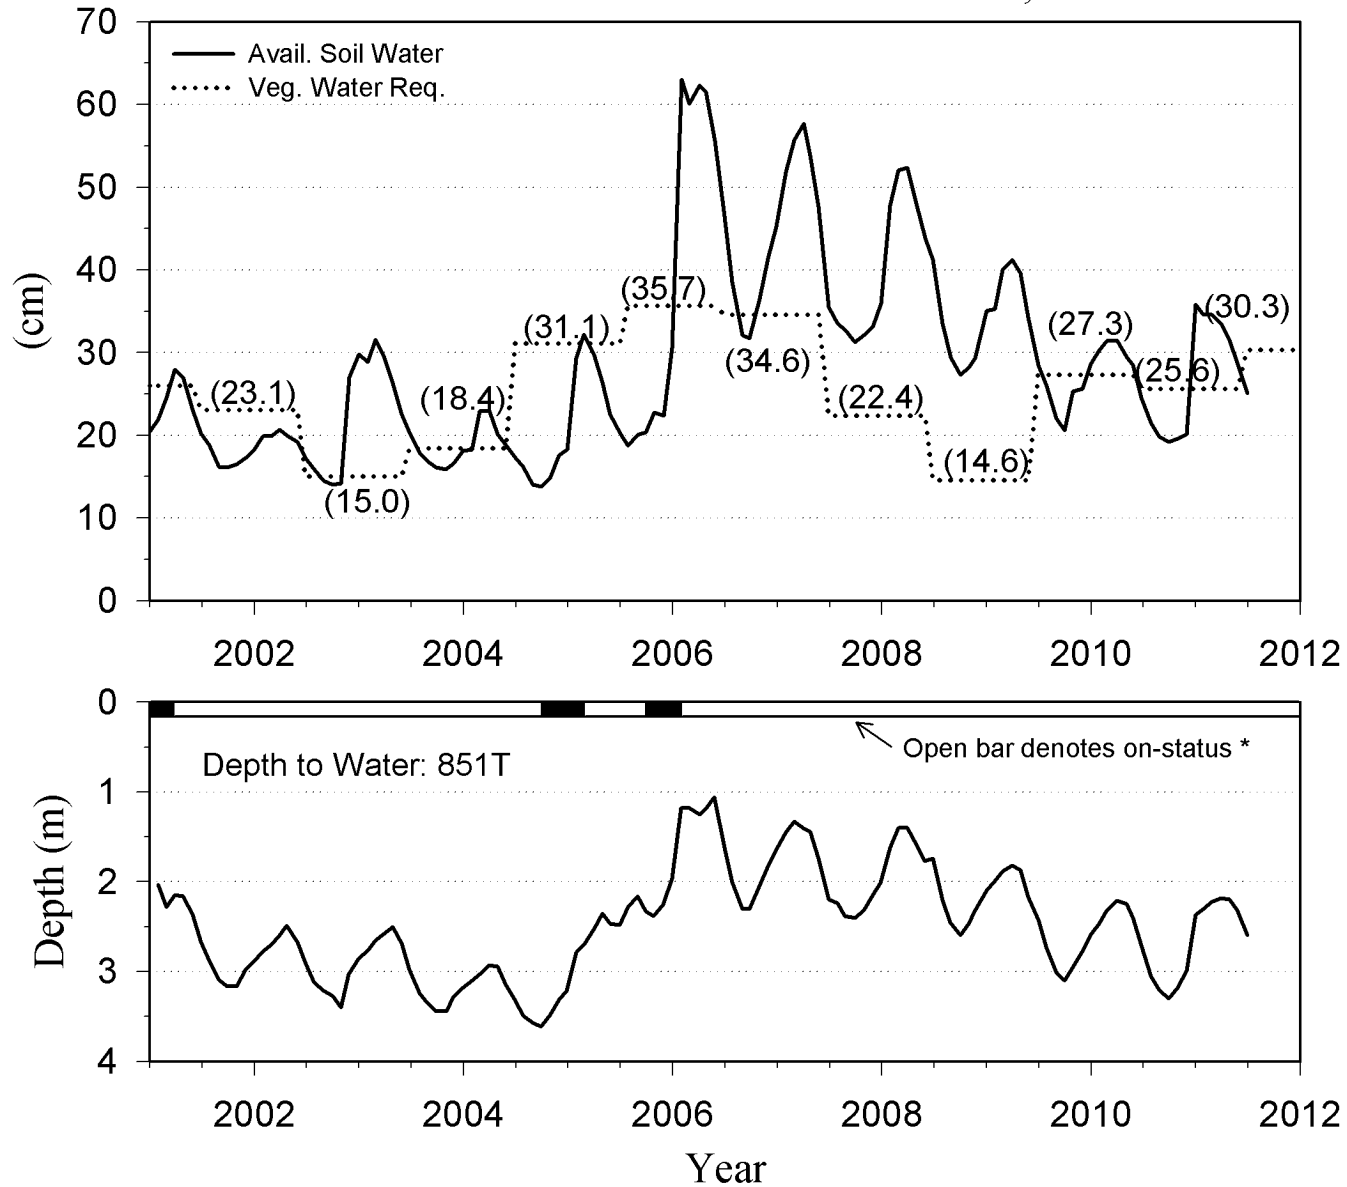 70
Avail. Soil Water
Veg. Water Req.
60
50
40
30
20
10
0
(cm)
(23.1)
(15.0)
(18.4)
(31.1)
(35.7)
(34.6)
(22.4)
(14.6)
(27.3)
(25.6)
(30.3)
2002 2004 2006 2008 2010 2012
0
Open bar denotes on-status *
Depth to Water: 851T
1
2
3
4
Depth (m)
2002 2004 2006 2008 2010 2012
Year